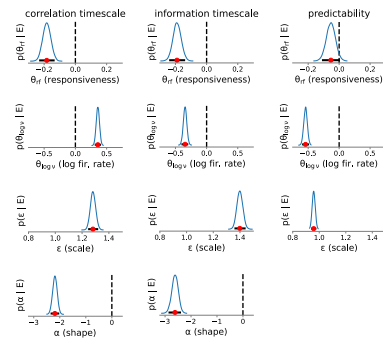 correlation timescale
information timescale
predictability
p(θrf | E)
−0.2 0.0 0.2
θrf (responsiveness)
p(θrf | E)
−0.2 0.0 0.2
θrf (responsiveness)
p(θrf | E)
−0.2 0.0 0.2
θrf (responsiveness)
p(θlog ν | E)
−0.5 0.0 0.5
θlog ν (log fir, rate)
p(θlog ν | E)
−0.5 0.0 0.5
θlog ν (log fir, rate)
p(θlog ν | E)
−0.5 0.0 0.5
θlog ν (log fir, rate)
p(ε | E)
0.8 1.0 1.2 1.4
ε (scale)
p(ε | E)
0.8 1.0 1.2 1.4
ε (scale)
p(ε | E)
0.8 1.0 1.2 1.4
ε (scale)
p(α | E)
−3 −2 −1 0
α (shape)
p(α | E)
−3 −2 −1 0
α (shape)